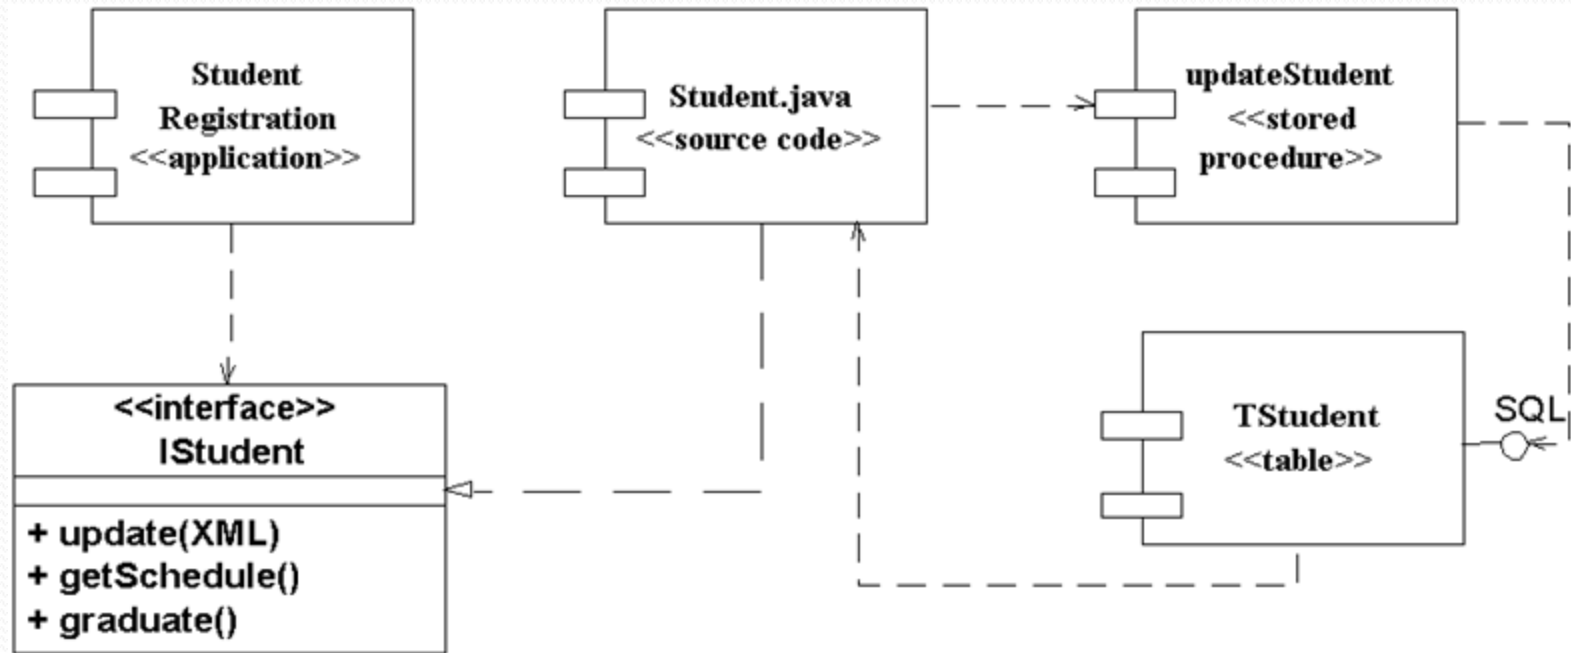 Student
Registration
<<application>>
Student.java
<<source code>>
updateStudent
<<stored
procedure>>
<<interface>>
IStudent
+ update(XML)
+ getSchedule()
+ graduate()
TStudent
<<table>>
SQL